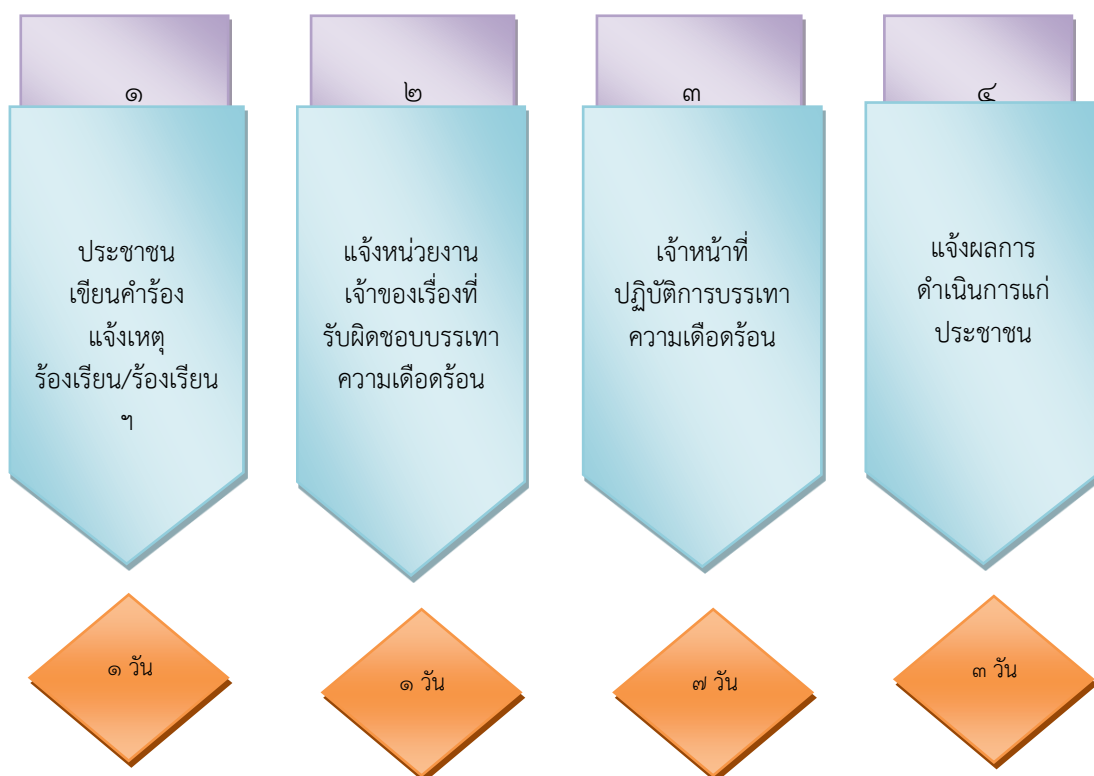 ๑
ประชาชน
เขียนคำร้อง
แจ้งเหตุ
ร้องเรียน/ร้องเรียน
ฯ
๑ วัน
๒
แจ้งหน่วยงาน
เจ้าของเรื่องที่
รับผิดชอบบรรเทา
ความเดือดร้อน
๑ วัน
๓
เจ้าหน้าที่
ปฏิบัติการบรรเทา
ความเดือดร้อน
๗ วัน
๔
แจ้งผลการ
ดำเนินการแก่
ประชาชน
๓ วัน